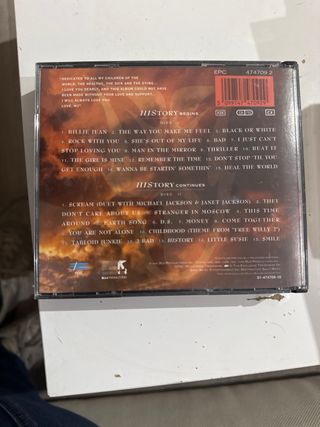 "DEDICATED TO ALL MY CHILDREN OF THE
WORLD, THE HEALTHY, THE SICK AND THE DYING.
I LOVE YOU DEARLY, AND THIS ALBUM COULD NOT HAVE
BEEN MADE WITHOUT YOUR LOVE AND SUPPORT.
I WILL ALWAYS LOVE YOU
LOVE, MJ"
EPC 474709 2
5 099747 470929
HISTORY BEGINS
DISC I
1. BILLIE JEAN 2. THE WAY YOU MAKE ME FEEL 3. BLACK OR WHITE
4. ROCK WITH YOU 5. SHE'S OUT OF MY LIFE 6. BAD 7. I JUST CAN'T
STOP LOVING YOU 8. MAN IN THE MIRROR 9. THRILLER 10. BEAT IT
11. THE GIRL IS MINE 12. REMEMBER THE TIME 13. DON'T STOP 'TIL YOU
GET ENOUGH 14. WANNA BE STARTIN' SOMETHIN' 15. HEAL THE WORLD
HISTORY CONTINUES
DISC II
1. SCREAM (DUET WITH MICHAEL JACKSON & JANET JACKSON) 2. THEY
DON'T CARE ABOUT US 3. STRANGER IN MOSCOW 4. THIS TIME
AROUND 5. EARTH SONG 6. D.S. 7. MONEY 8. COME TOGETHER
9. YOU ARE NOT ALONE 10. CHILDHOOD (THEME FROM "FREE WILLY 2")
11. TABLOID JUNKIE 12. 2 BAD 13. HISTORY 14. LITTLE SUSIE 15. SMILE